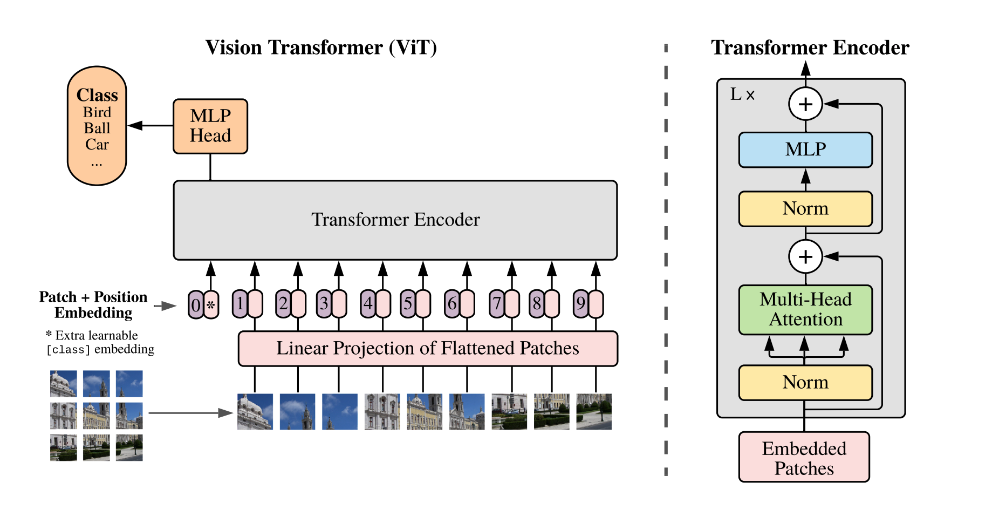 Vision Transformer (ViT)
Class
Bird
Ball
Car
...
MLP
Head
Transformer Encoder
Patch + Position
Embedding
0 * 1 2 3 4 5 6 7 8 9
* Extra learnable
[class] embedding
Linear Projection of Flattened Patches
Transformer Encoder
L ×
+
MLP
Norm
+
Multi-Head
Attention
Norm
Embedded
Patches